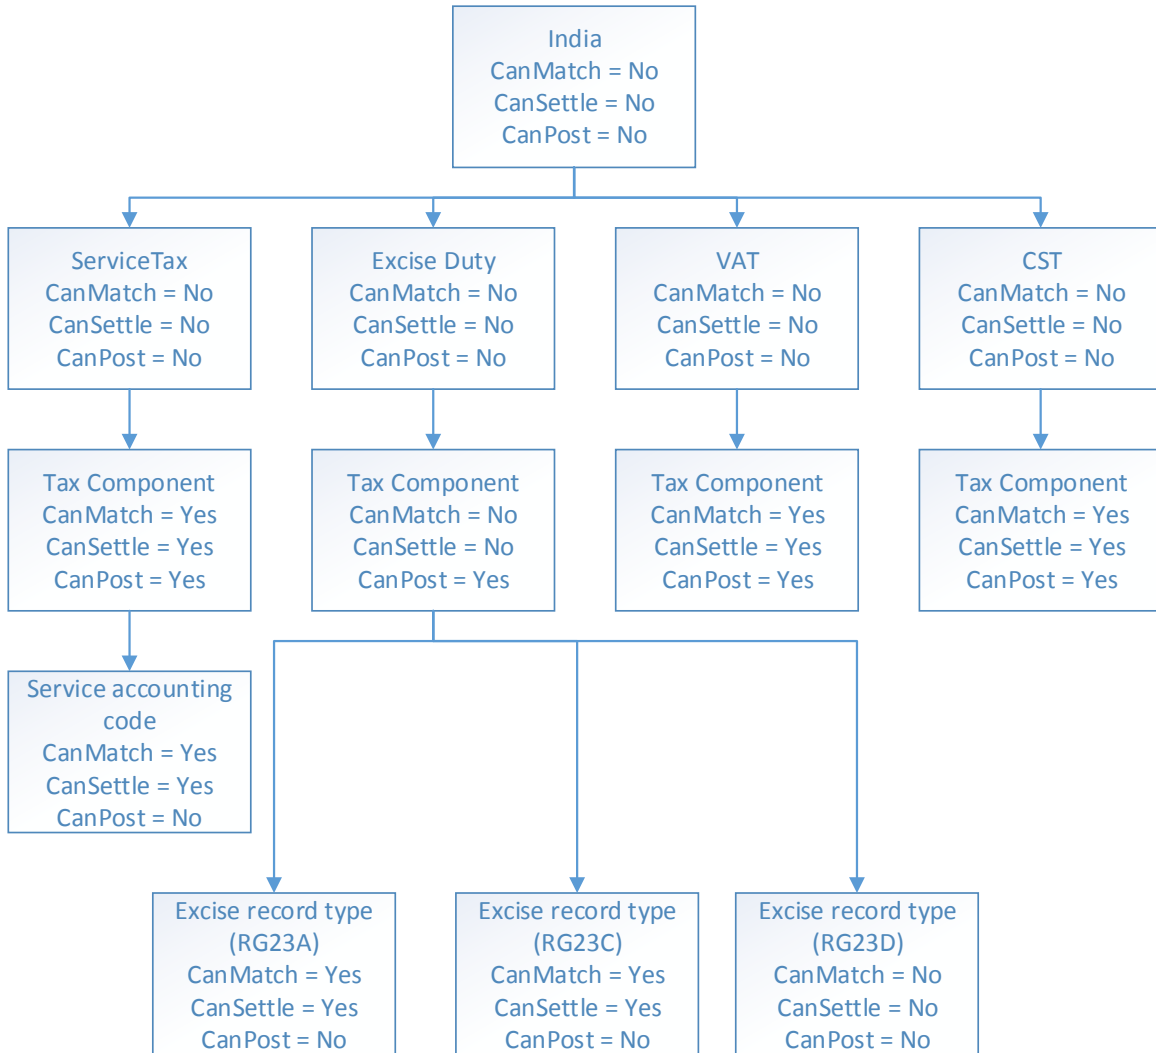 India
CanMatch = No
CanSettle = No
CanPost = No
ServiceTax
CanMatch = No
CanSettle = No
CanPost = No
Excise Duty
CanMatch = No
CanSettle = No
CanPost = No
VAT
CanMatch = No
CanSettle = No
CanPost = No
CST
CanMatch = No
CanSettle = No
CanPost = No
Tax Component
CanMatch = Yes
CanSettle = Yes
CanPost = Yes
Tax Component
CanMatch = No
CanSettle = No
CanPost = Yes
Tax Component
CanMatch = Yes
CanSettle = Yes
CanPost = Yes
Tax Component
CanMatch = Yes
CanSettle = Yes
CanPost = Yes
Service accounting
code
CanMatch = Yes
CanSettle = Yes
CanPost = No
Excise record type
(RG23A)
CanMatch = Yes
CanSettle = Yes
CanPost = No
Excise record type
(RG23C)
CanMatch = Yes
CanSettle = Yes
CanPost = No
Excise record type
(RG23D)
CanMatch = No
CanSettle = No
CanPost = No